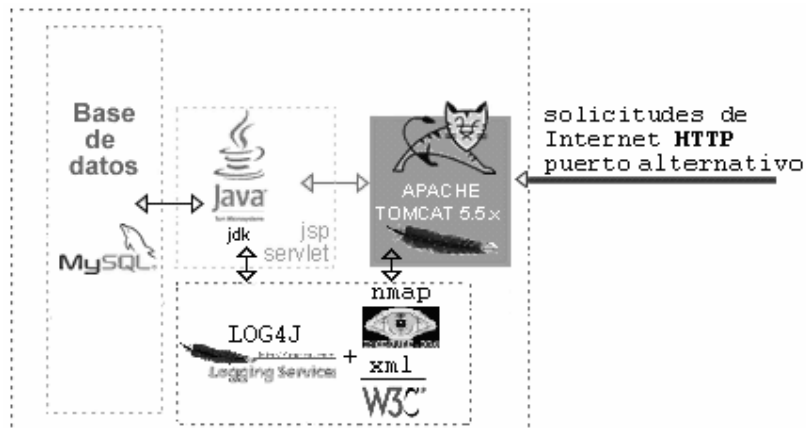 Base
de
datos
MySQL
Java
jdk
jsp
servlet
APACHE
TOMCAT 5.5.x
solicitudes de
Internet HTTP
puerto alternativo
LOG4J
Logging Services
+
nmap
xml
W3C